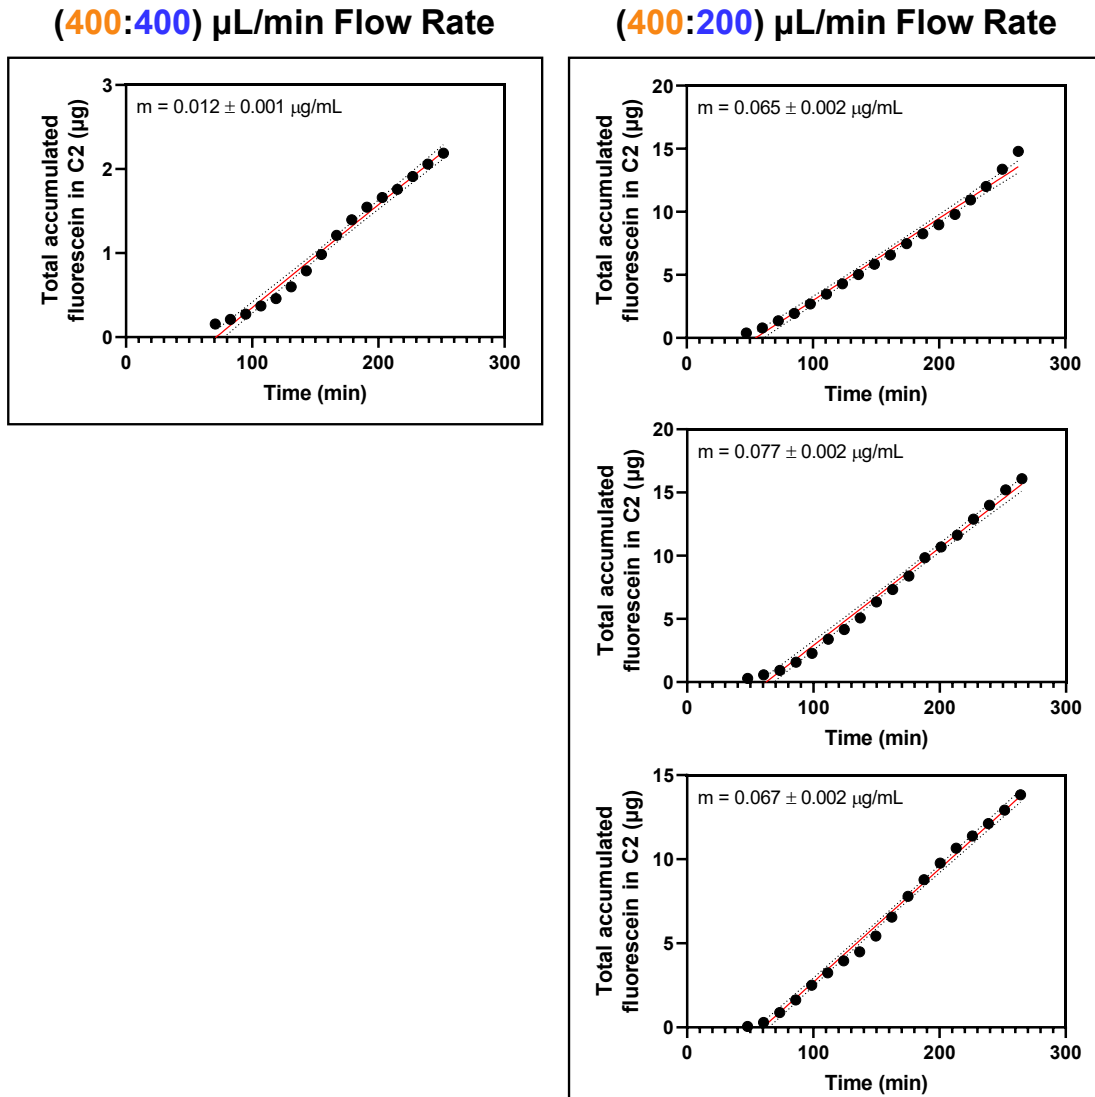 (400:400) µL/min Flow Rate
(400:200) µL/min Flow Rate
m = 0.012 ± 0.001 µg/mL
Total accumulated
fluorescein in C2 (µg)
3
2
1
0
0 100 200 300
Time (min)
m = 0.065 ± 0.002 µg/mL
Total accumulated
fluorescein in C2 (µg)
20
15
10
5
0
0 100 200 300
Time (min)
m = 0.077 ± 0.002 µg/mL
Total accumulated
fluorescein in C2 (µg)
20
15
10
5
0
0 100 200 300
Time (min)
m = 0.067 ± 0.002 µg/mL
Total accumulated
fluorescein in C2 (µg)
15
10
5
0
0 100 200 300
Time (min)